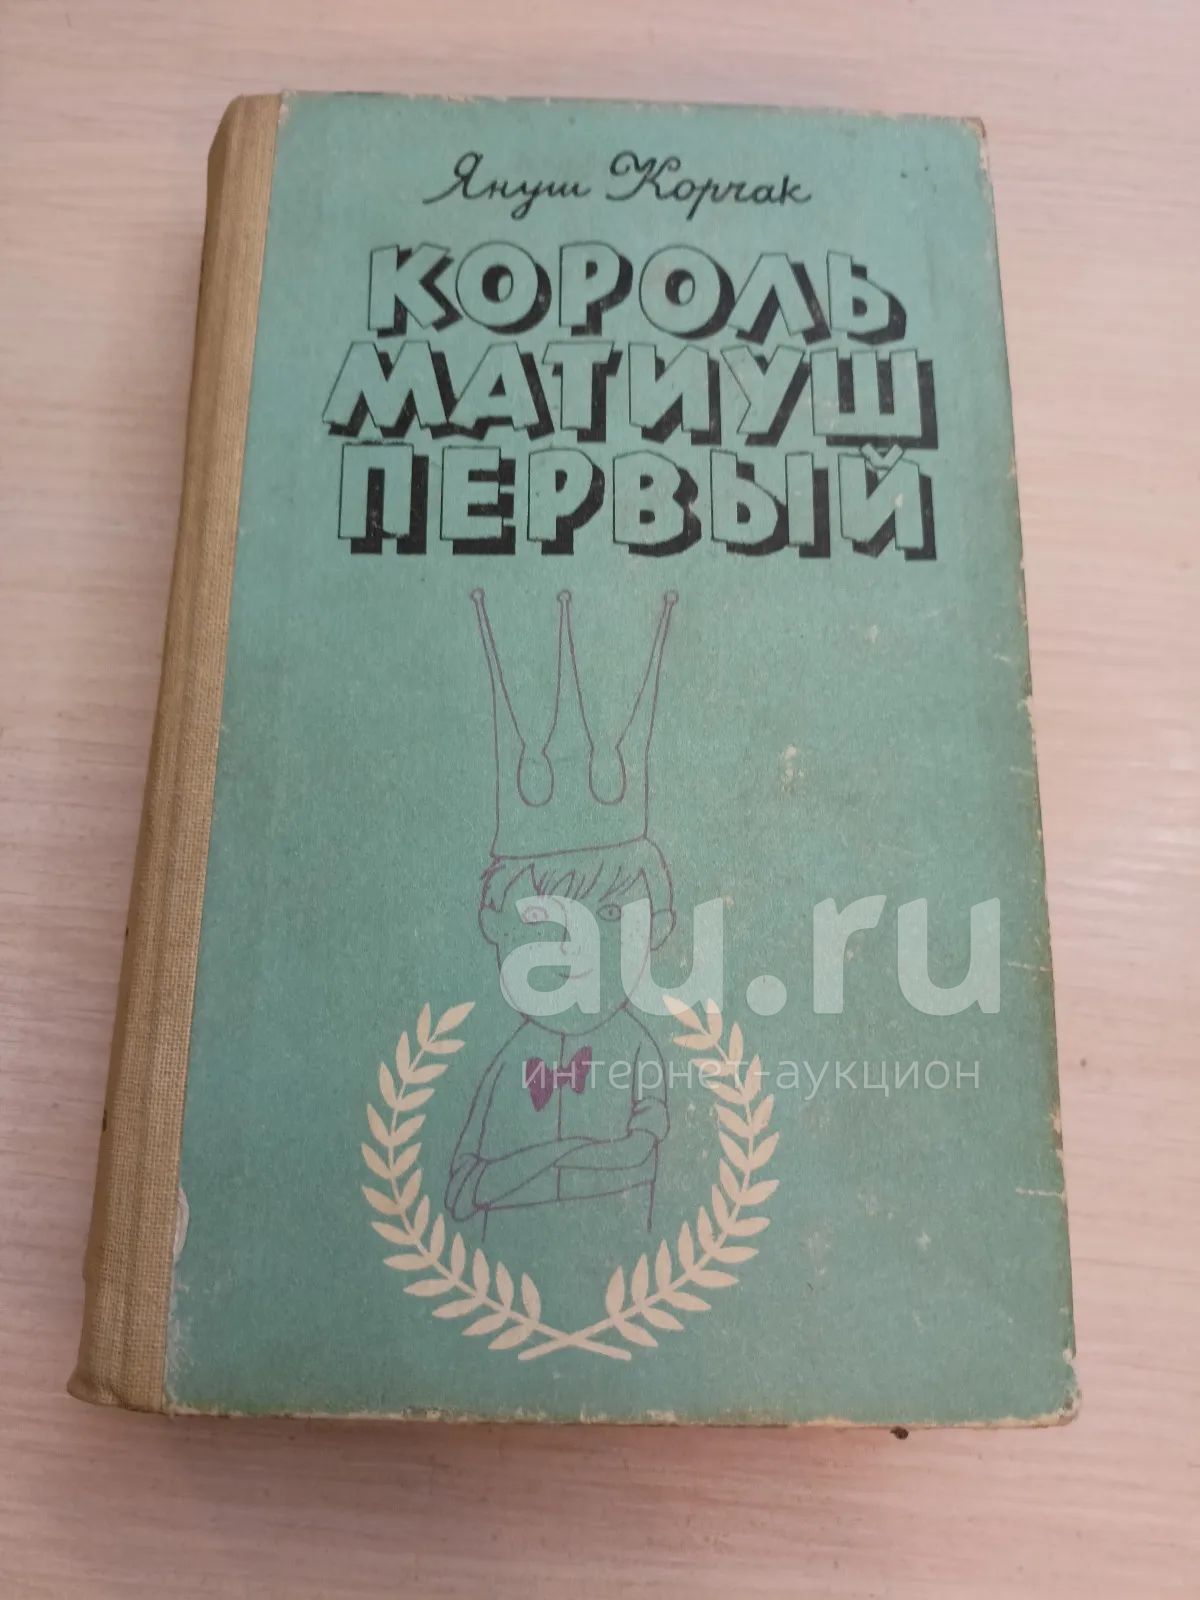 Януш Корчак
КОРОЛЬ
МАТИУШ
ПЕРВЫЙ
au.ru
интернет-аукцион